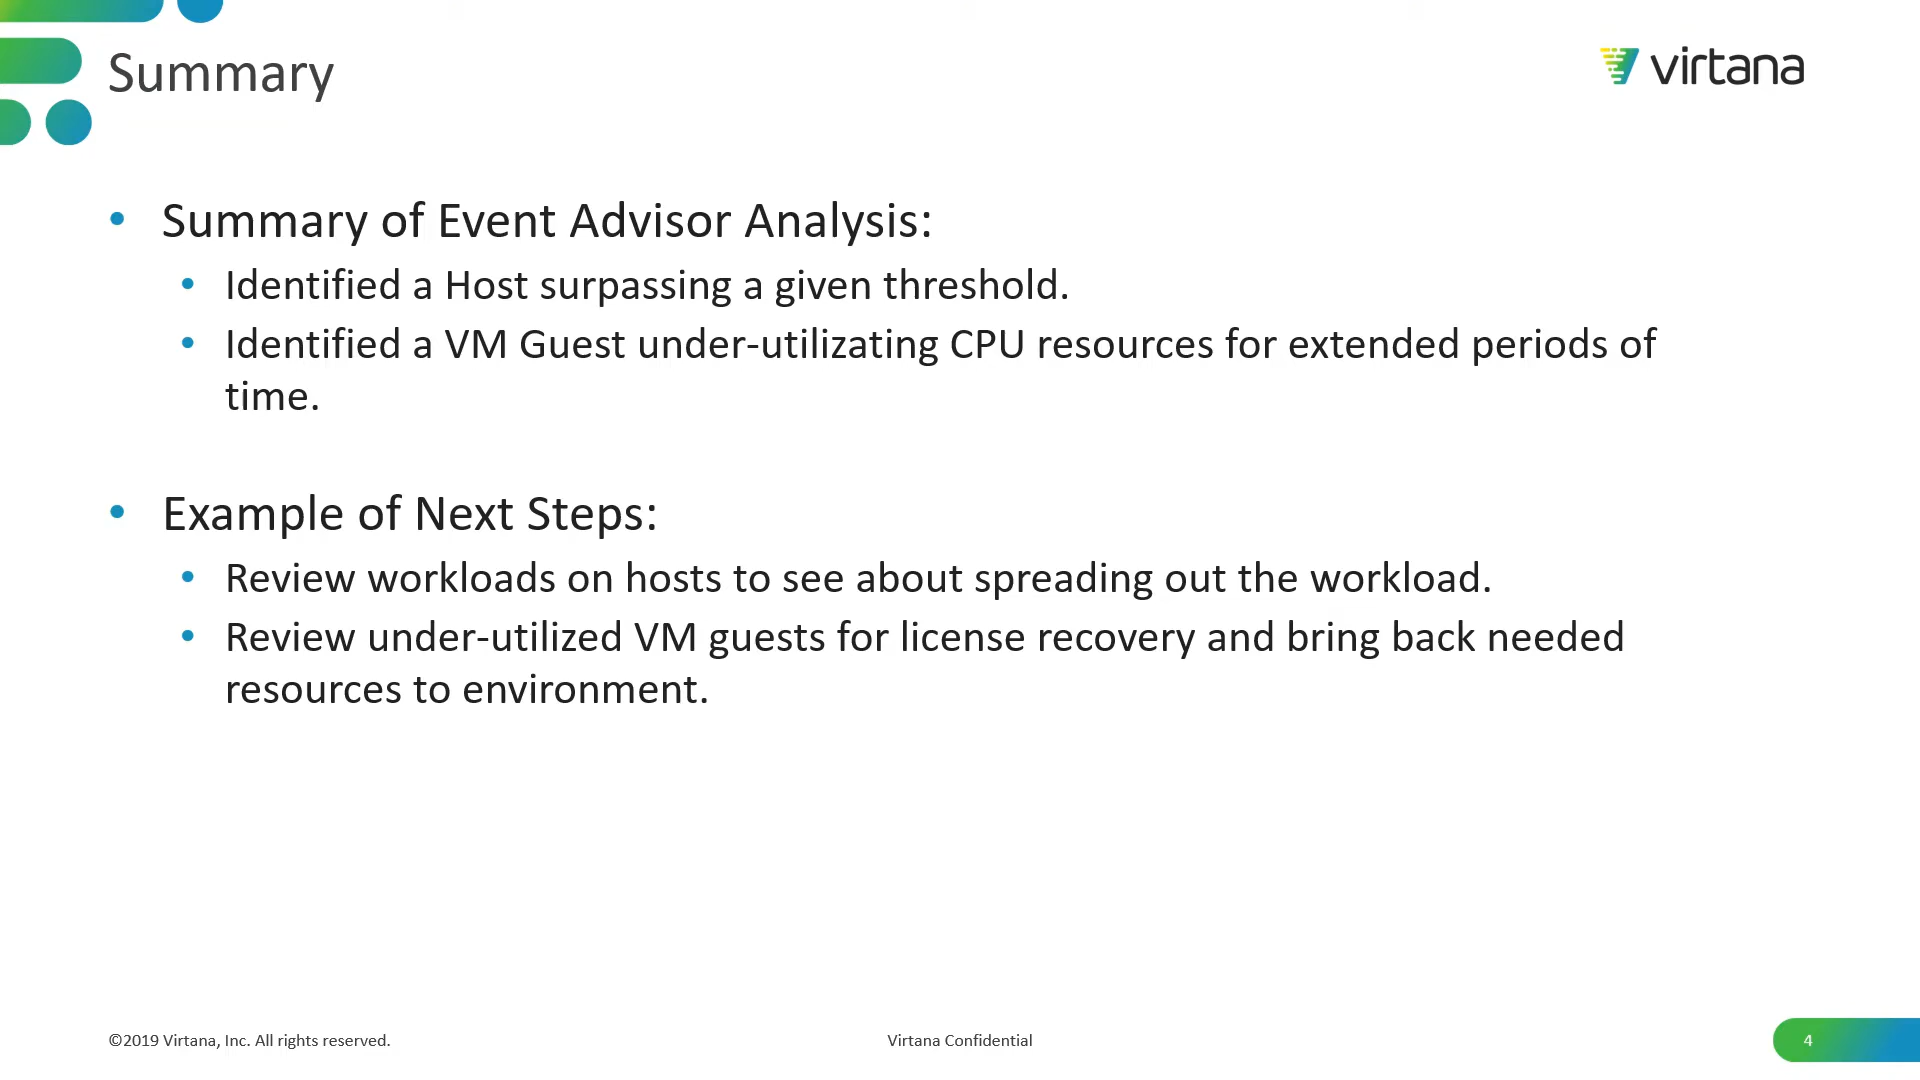 Summary
virtana
• Summary of Event Advisor Analysis:
• Identified a Host surpassing a given threshold.
• Identified a VM Guest under-utilizating CPU resources for extended periods of
time.
• Example of Next Steps:
• Review workloads on hosts to see about spreading out the workload.
• Review under-utilized VM guests for license recovery and bring back needed
resources to environment.
©2019 Virtana, Inc. All rights reserved.
Virtana Confidential
4